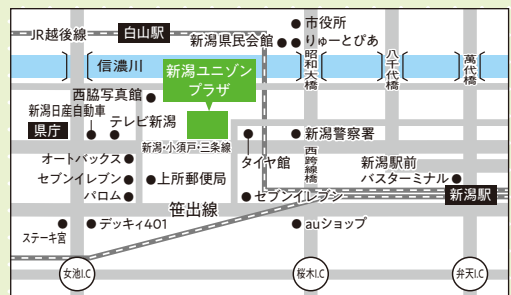 市役所
JR越後線
白山駅
新潟県民会館
りゅーとぴあ
信濃川
昭和大橋
八千代橋
萬代橋
新潟ユニゾン
プラザ
西脇写真館
新潟日産自動車
テレビ新潟
県庁
新潟・小須戸・三条線
タイヤ館
新潟警察署
西跨線橋
オートバックス
セブンイレブン
パロム
上所郵便局
新潟駅前
バスターミナル
新潟駅
笹出線
セブンイレブン
ステーキ宮
デッキィ401
auショップ
女池I.C
桜木I.C
弁天I.C